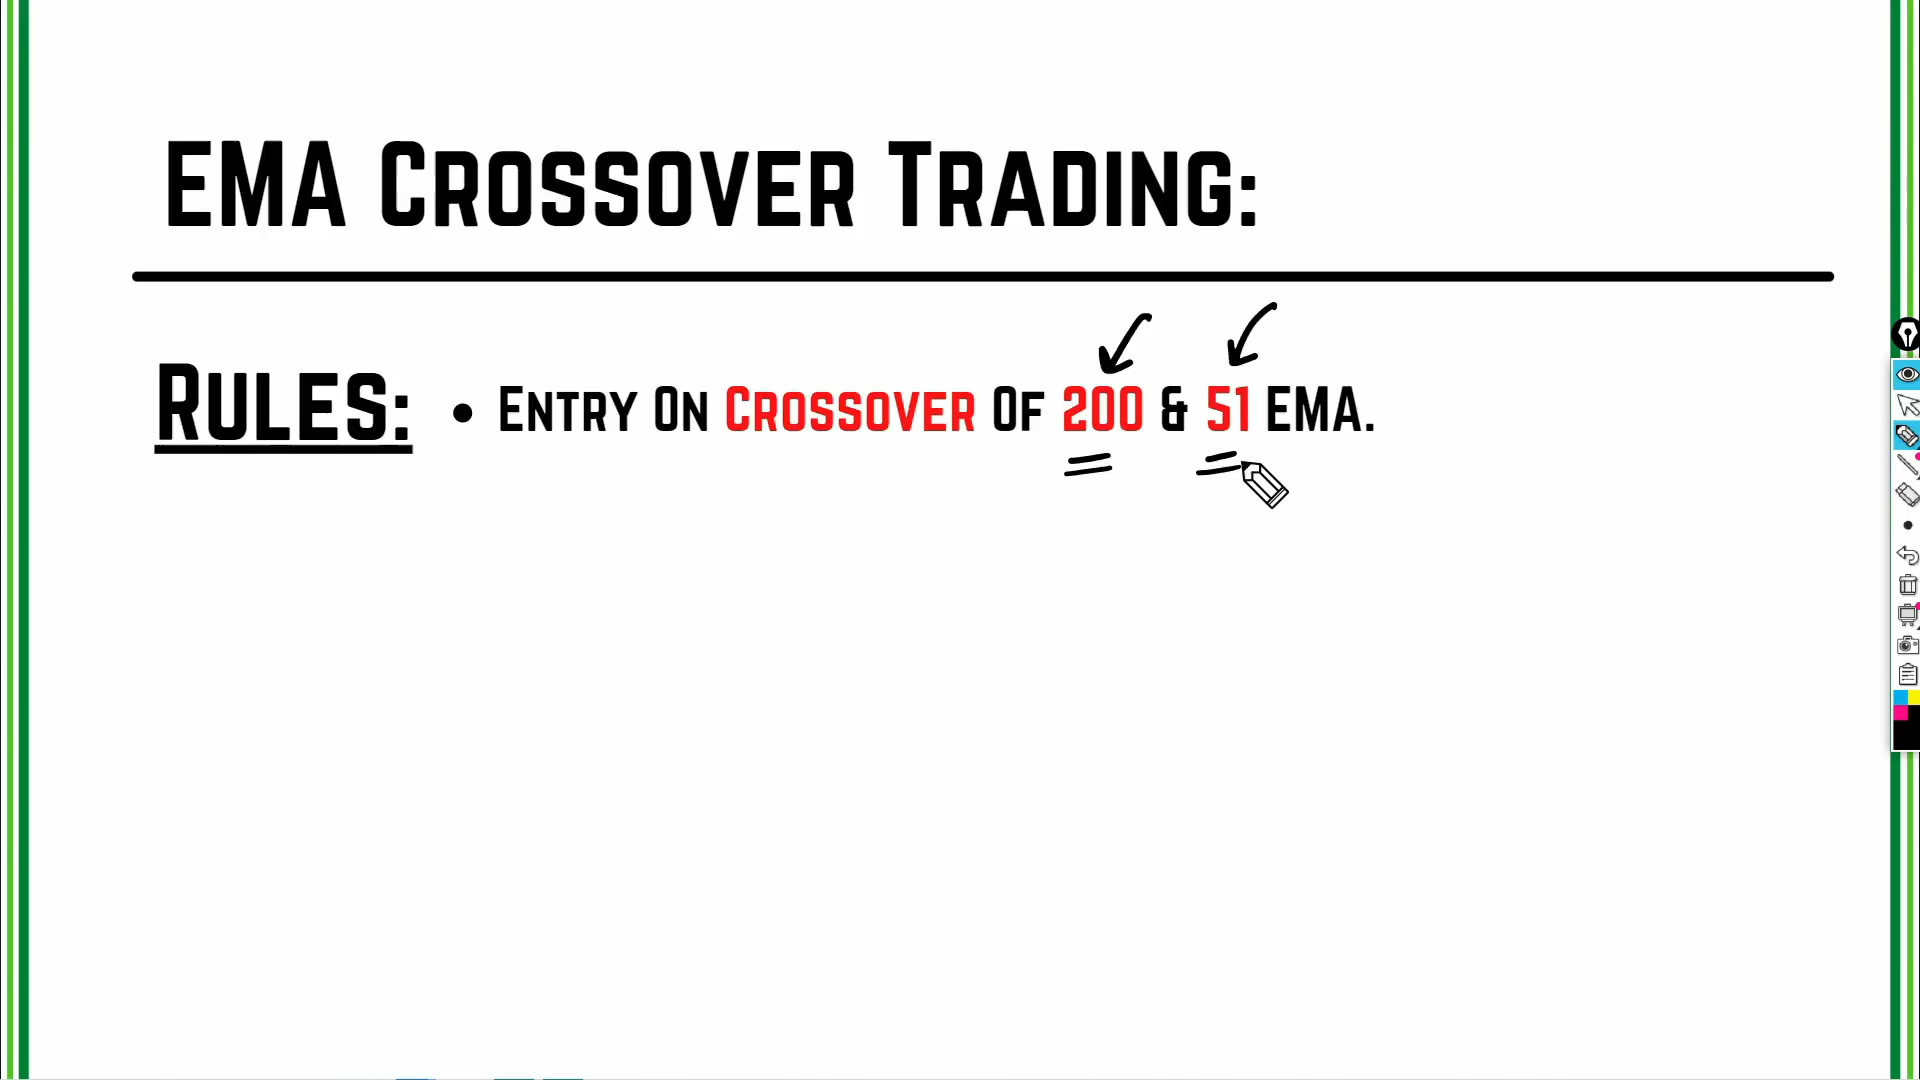 EMA Crossover Trading:
Rules: • Entry On Crossover Of 200 & 51 EMA.